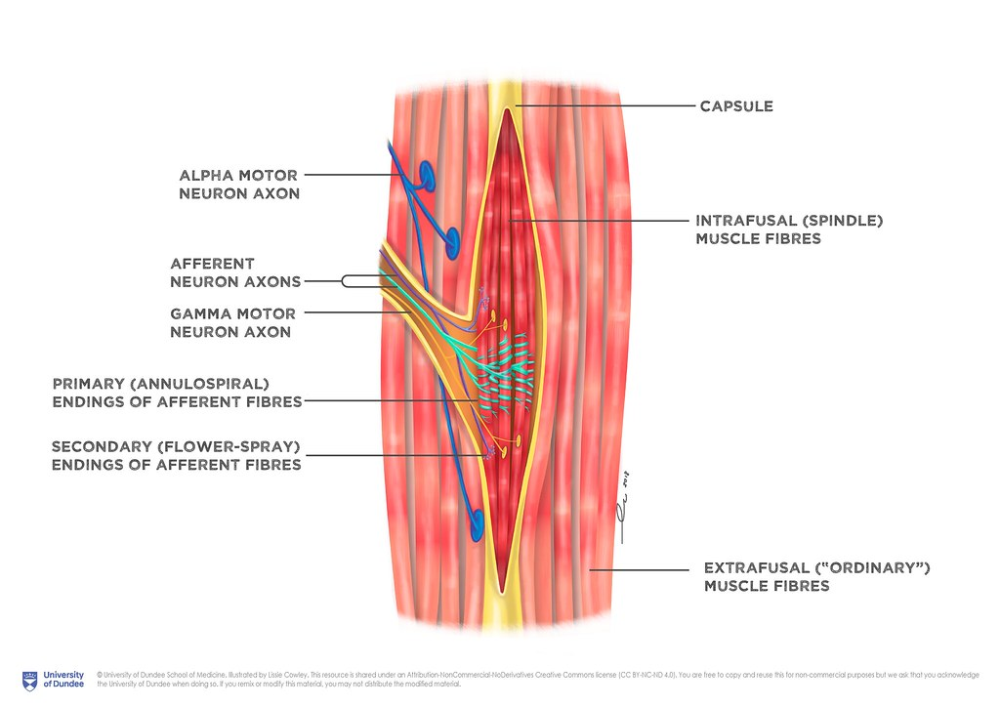 CAPSULE
ALPHA MOTOR
NEURON AXON
INTRAFUSAL (SPINDLE)
MUSCLE FIBRES
AFFERENT
NEURON AXONS
GAMMA MOTOR
NEURON AXON
PRIMARY (ANNULOSPIRAL)
ENDINGS OF AFFERENT FIBRES
SECONDARY (FLOWER-SPRAY)
ENDINGS OF AFFERENT FIBRES
2018
EXTRAFUSAL (“ORDINARY”)
MUSCLE FIBRES
University
of Dundee
© University of Dundee School of Medicine. Illustrated by Lissie Cowley. This resource is shared under an Attribution-NonCommercial-NoDerivatives Creative Commons license (CC BY-NC-ND 4.0). You are free to copy and reuse this for non-commercial purposes but we ask that you acknowledge
the University of Dundee when doing so. If you remix or modify this material, you may not distribute the modified material.